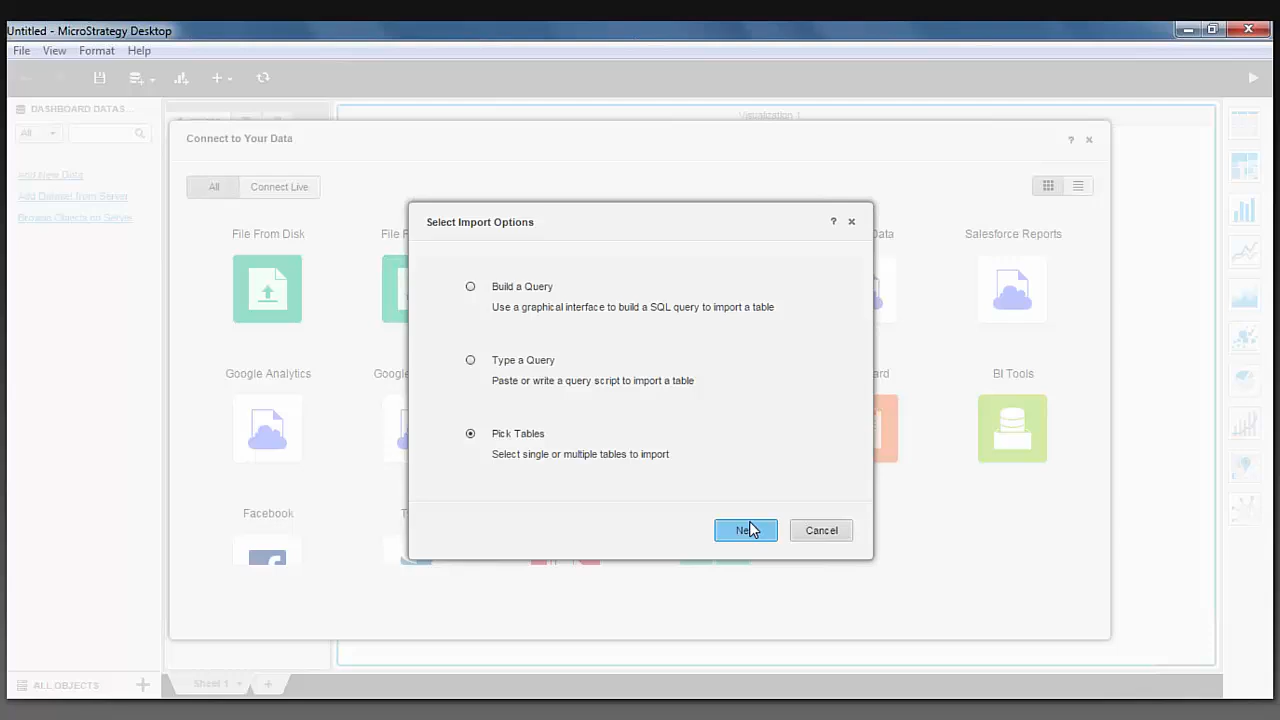 Untitled - MicroStrategy Desktop
File View Format Help
DASHBOARD DATAS...
Visualization 1
All
Connect to Your Data
?
Add New Data
All Connect Live
Add Dataset from Server
Browse Objects on Server
Select Import Options
?
File From Disk
Salesforce Reports
Build a Query
Use a graphical interface to build a SQL query to import a table
Type a Query
Paste or write a query script to import a table
Google Analytics
BI Tools
Pick Tables
Select single or multiple tables to import
Facebook
Cancel
ALL OBJECTS
Sheet 1